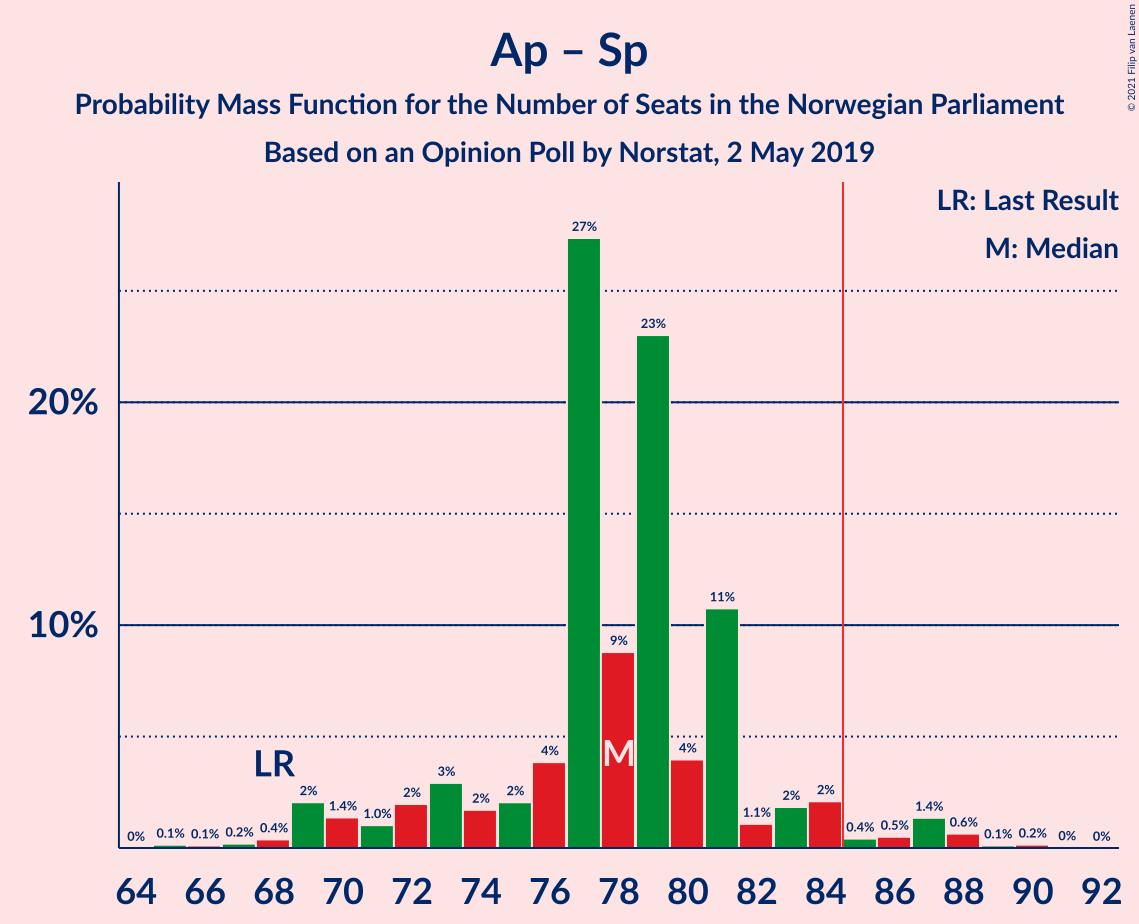 Ap – Sp
Probability Mass Function for the Number of Seats in the Norwegian Parliament
Based on an Opinion Poll by Norstat, 2 May 2019
© 2021 Filip van Laenen
LR: Last Result
M: Median
20%
10%
LR
M
0% 0.1% 0.1% 0.2% 0.4% 2% 1.4% 1.0% 2% 3% 2% 2% 4% 27% 9% 23% 4% 11% 1.1% 2% 2% 0.4% 0.5% 1.4% 0.6% 0.1% 0.2% 0% 0%
64 66 68 70 72 74 76 78 80 82 84 86 88 90 92